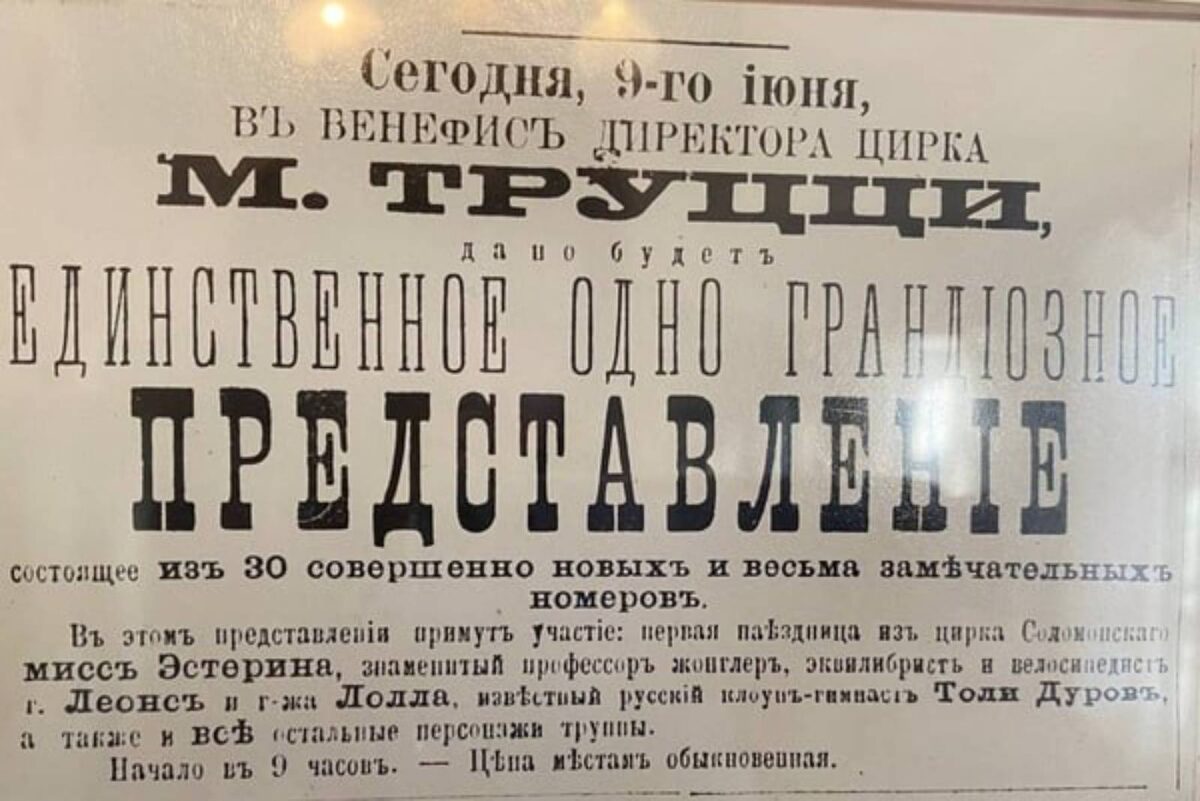 Сегодня, 9-го іюня,
ВЪ БЕНЕФИСЪ ДИРЕКТОРА ЦИРКА
М. ТРУЦЦИ,
дано будетъ
ЕДИНСТВЕННОЕ ОДНО ГРАНДІОЗНОЕ
ПРЕДСТАВЛЕНІЕ
состоящее изъ 30 совершенно новыхъ и весьма замѣчательныхъ
номеровъ.
Въ этомъ представленіи примутъ участіе: первая наѣздница изъ цирка Соломонскаго
миссъ Эстерина, знаменитый профессоръ жонглеръ, эквилибристъ и велосипедистъ
г. Леонсъ и г-жа Лолла, извѣстный русскій клоунъ-гимнастъ Толи Дуровъ,
а также и всѣ остальные персонажи труппы.
Начало въ 9 часовъ. — Цѣна мѣстамъ обыкновенная.